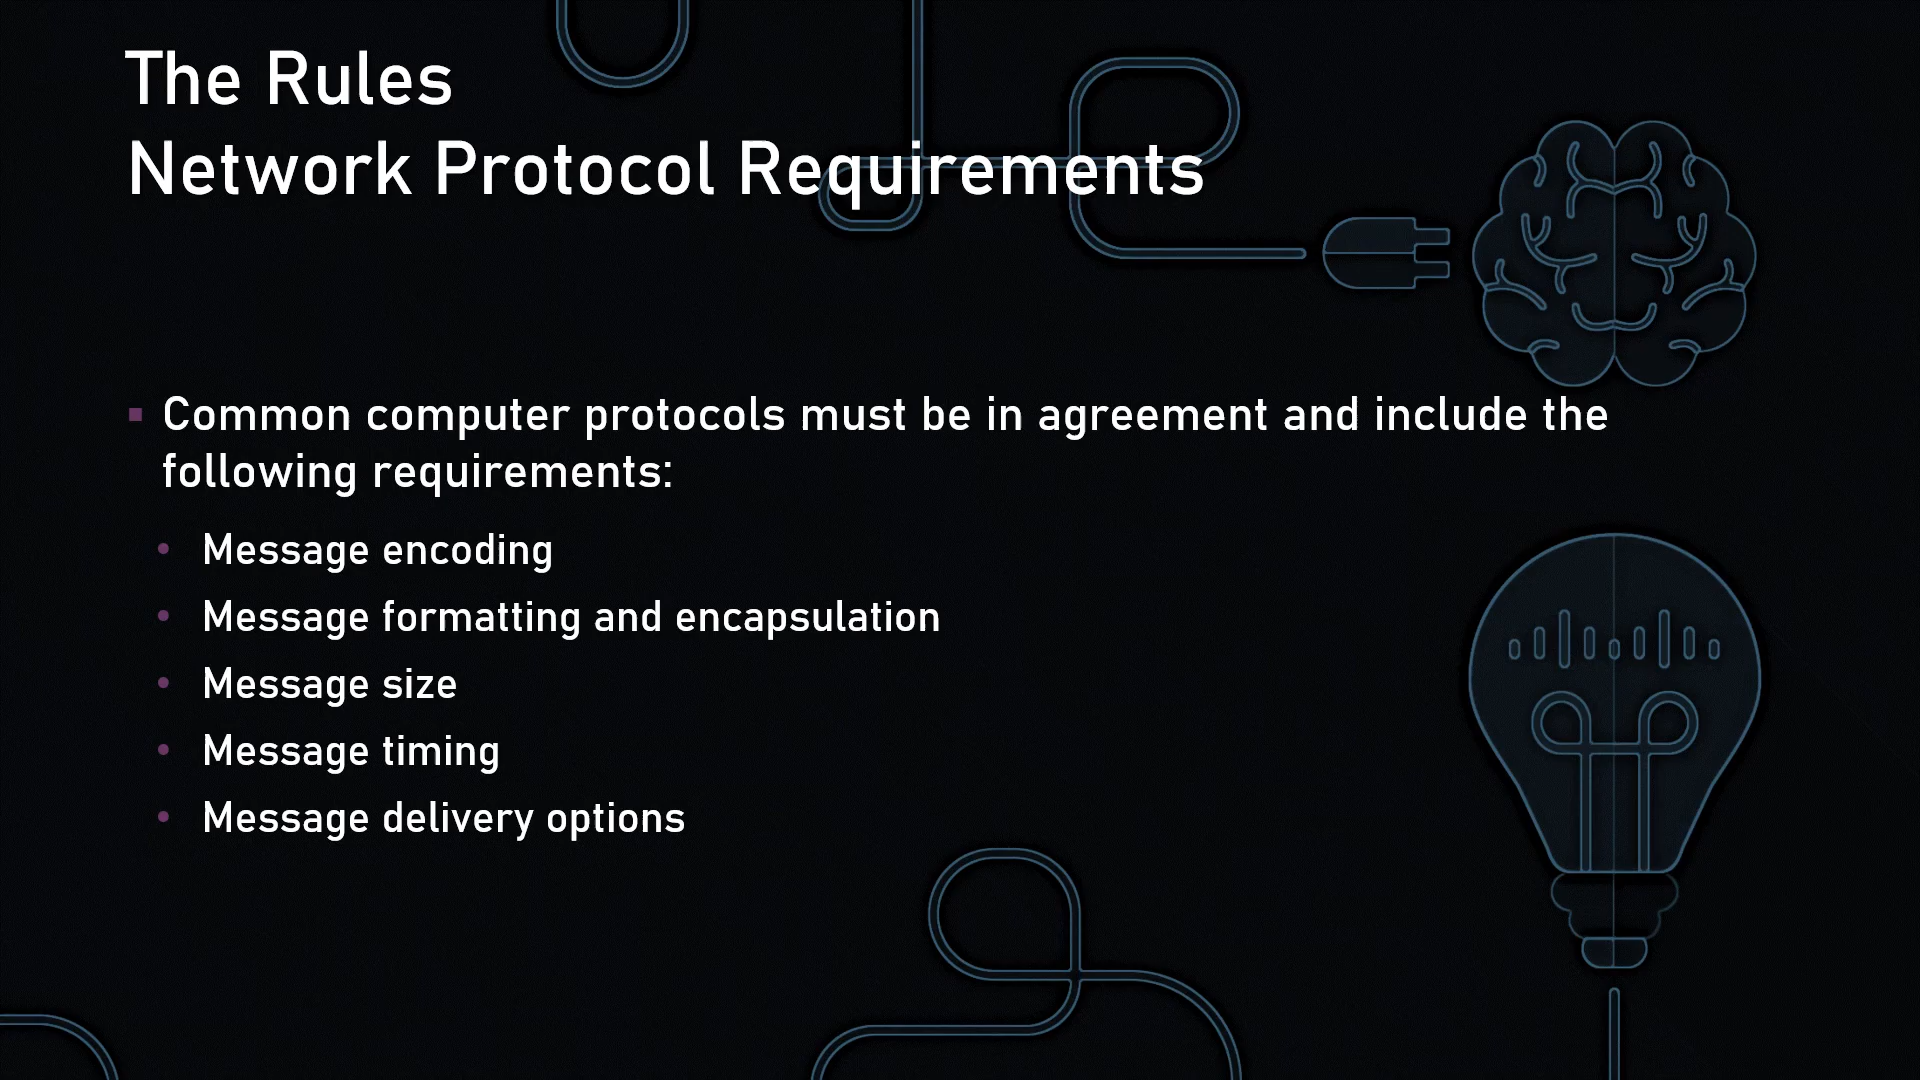 The Rules
Network Protocol Requirements
▪ Common computer protocols must be in agreement and include the
following requirements:
• Message encoding
• Message formatting and encapsulation
• Message size
• Message timing
• Message delivery options